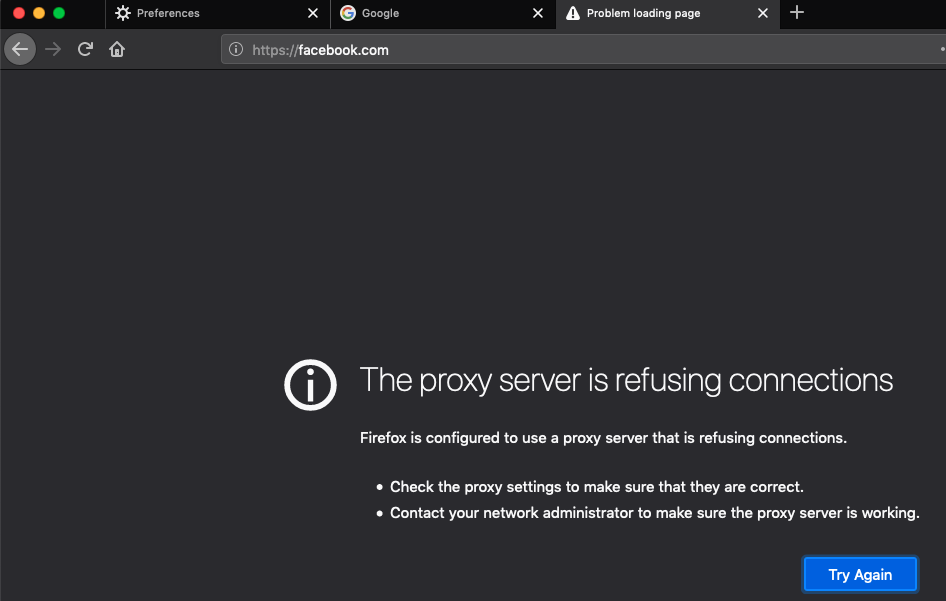 Preferences
Google
Problem loading page
https://facebook.com
The proxy server is refusing connections
Firefox is configured to use a proxy server that is refusing connections.
• Check the proxy settings to make sure that they are correct.
• Contact your network administrator to make sure the proxy server is working.
Try Again